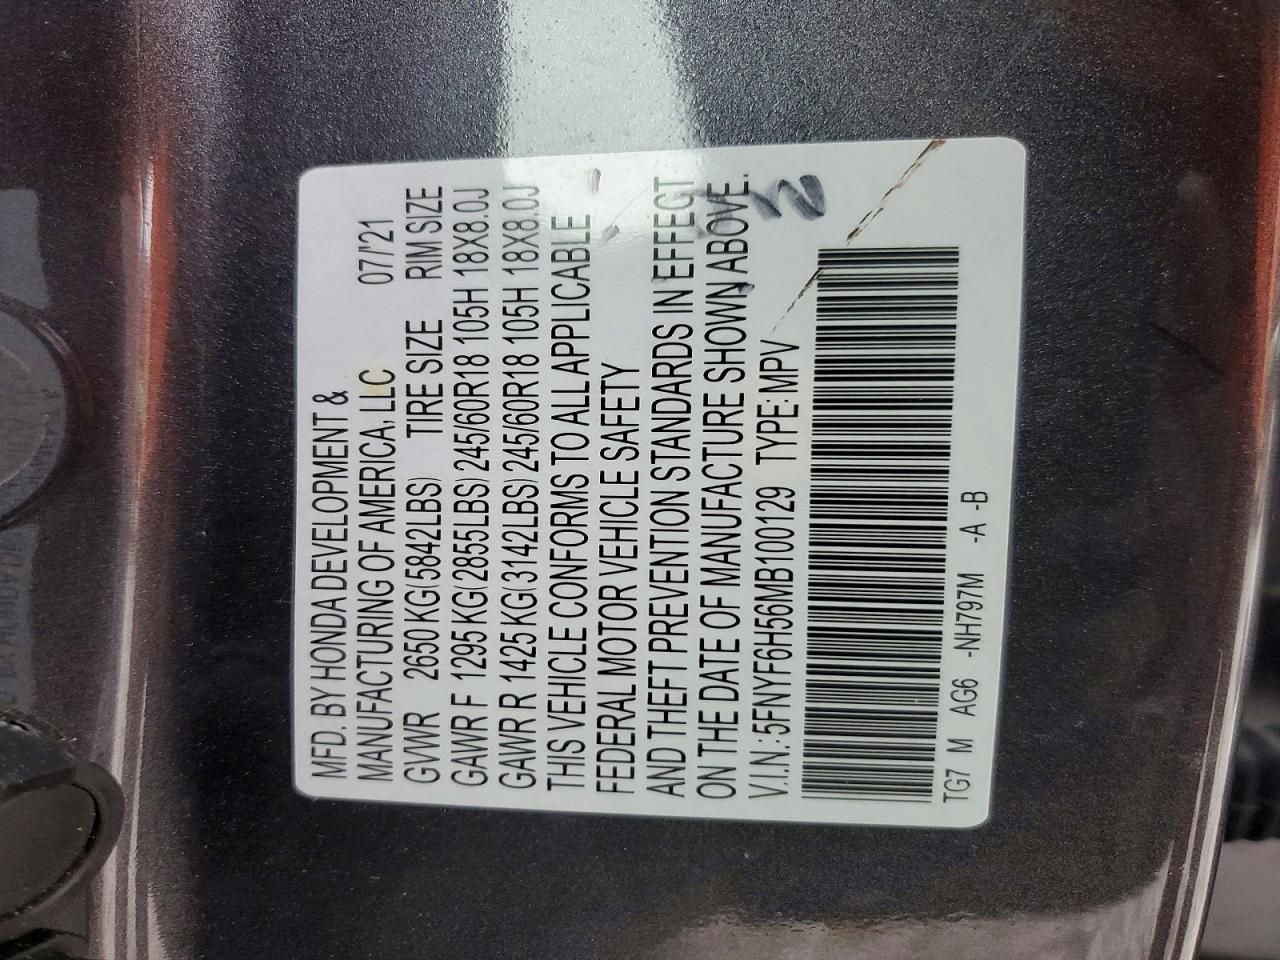 MFD. BY HONDA DEVELOPMENT &
MANUFACTURING OF AMERICA, LLC 07/'21
GVWR 2650 KG(5842LBS) TIRE SIZE RIM SIZE
GAWR F 1295 KG(2855LBS) 245/60R18 105H 18X8.0J
GAWR R 1425 KG(3142LBS) 245/60R18 105H 18X8.0J
THIS VEHICLE CONFORMS TO ALL APPLICABLE
FEDERAL MOTOR VEHICLE SAFETY
AND THEFT PREVENTION STANDARDS IN EFFECT
ON THE DATE OF MANUFACTURE SHOWN ABOVE.
V.I.N.: 5FNYF6H56MB100129 TYPE: MPV
TG7 M AG6 -NH797M -A -B